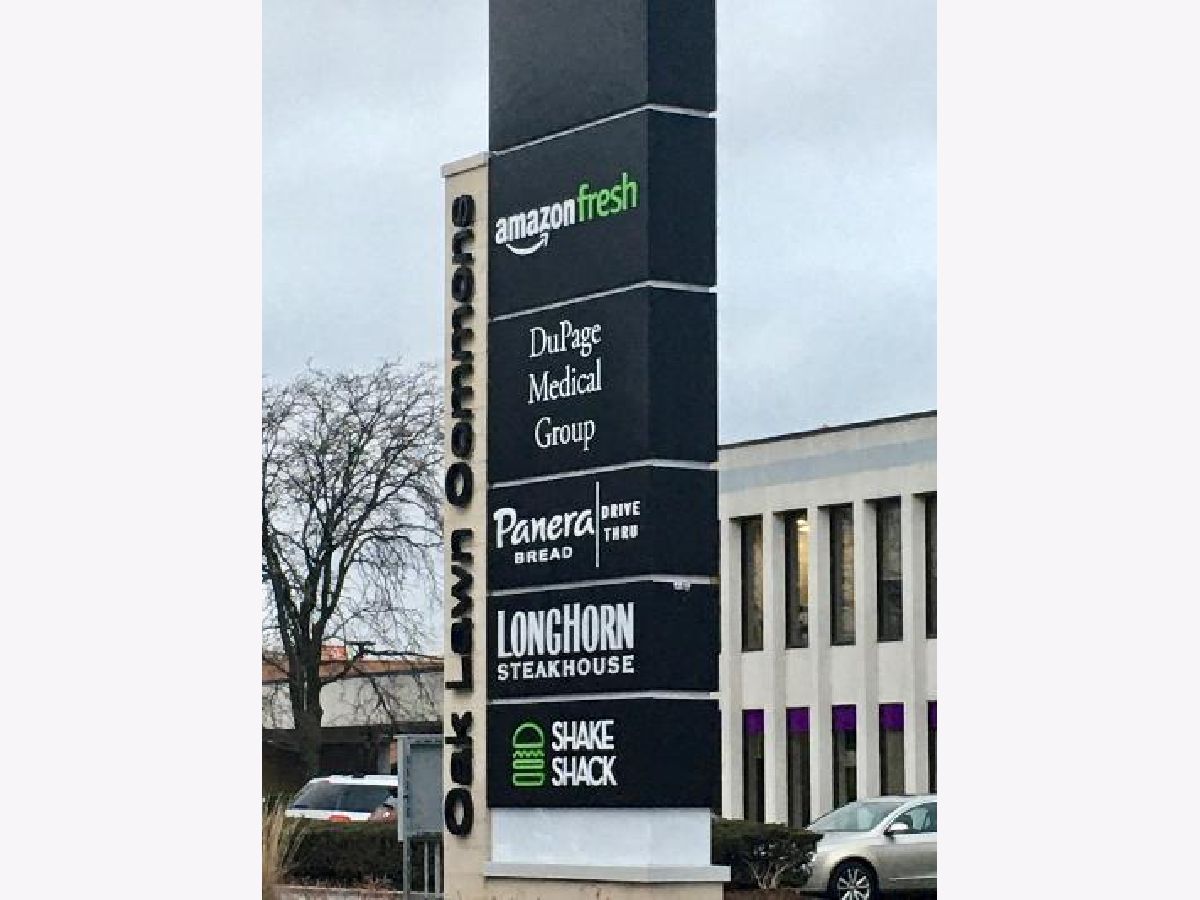 Oak Lawn Commons
amazonfresh
DuPage
Medical
Group
Panera
BREAD
DRIVE
THRU
LONGHORN
STEAKHOUSE
SHAKE
SHACK